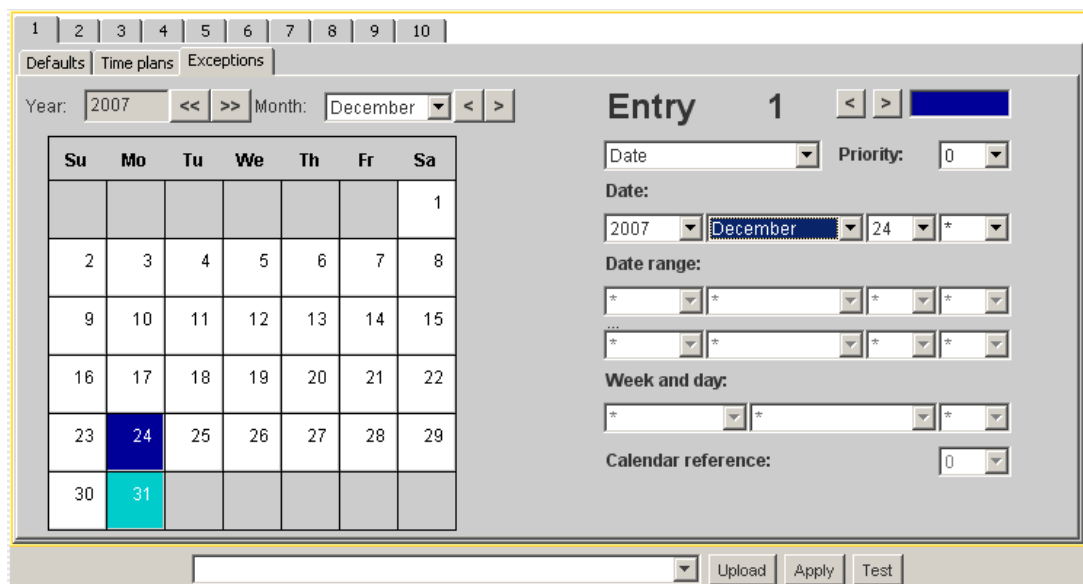 1 2 3 4 5 6 7 8 9 10
Defaults Time plans Exceptions
Year: 2007 << >> Month: December < >
Entry 1 < >
Su Mo Tu We Th Fr Sa
1
2 3 4 5 6 7 8
9 10 11 12 13 14 15
16 17 18 19 20 21 22
23 24 25 26 27 28 29
30 31
Date Priority: 0
Date:
2007 December 24 *
Date range:
* * * *
...
* * * *
Week and day:
* * *
Calendar reference: 0
Upload Apply Test